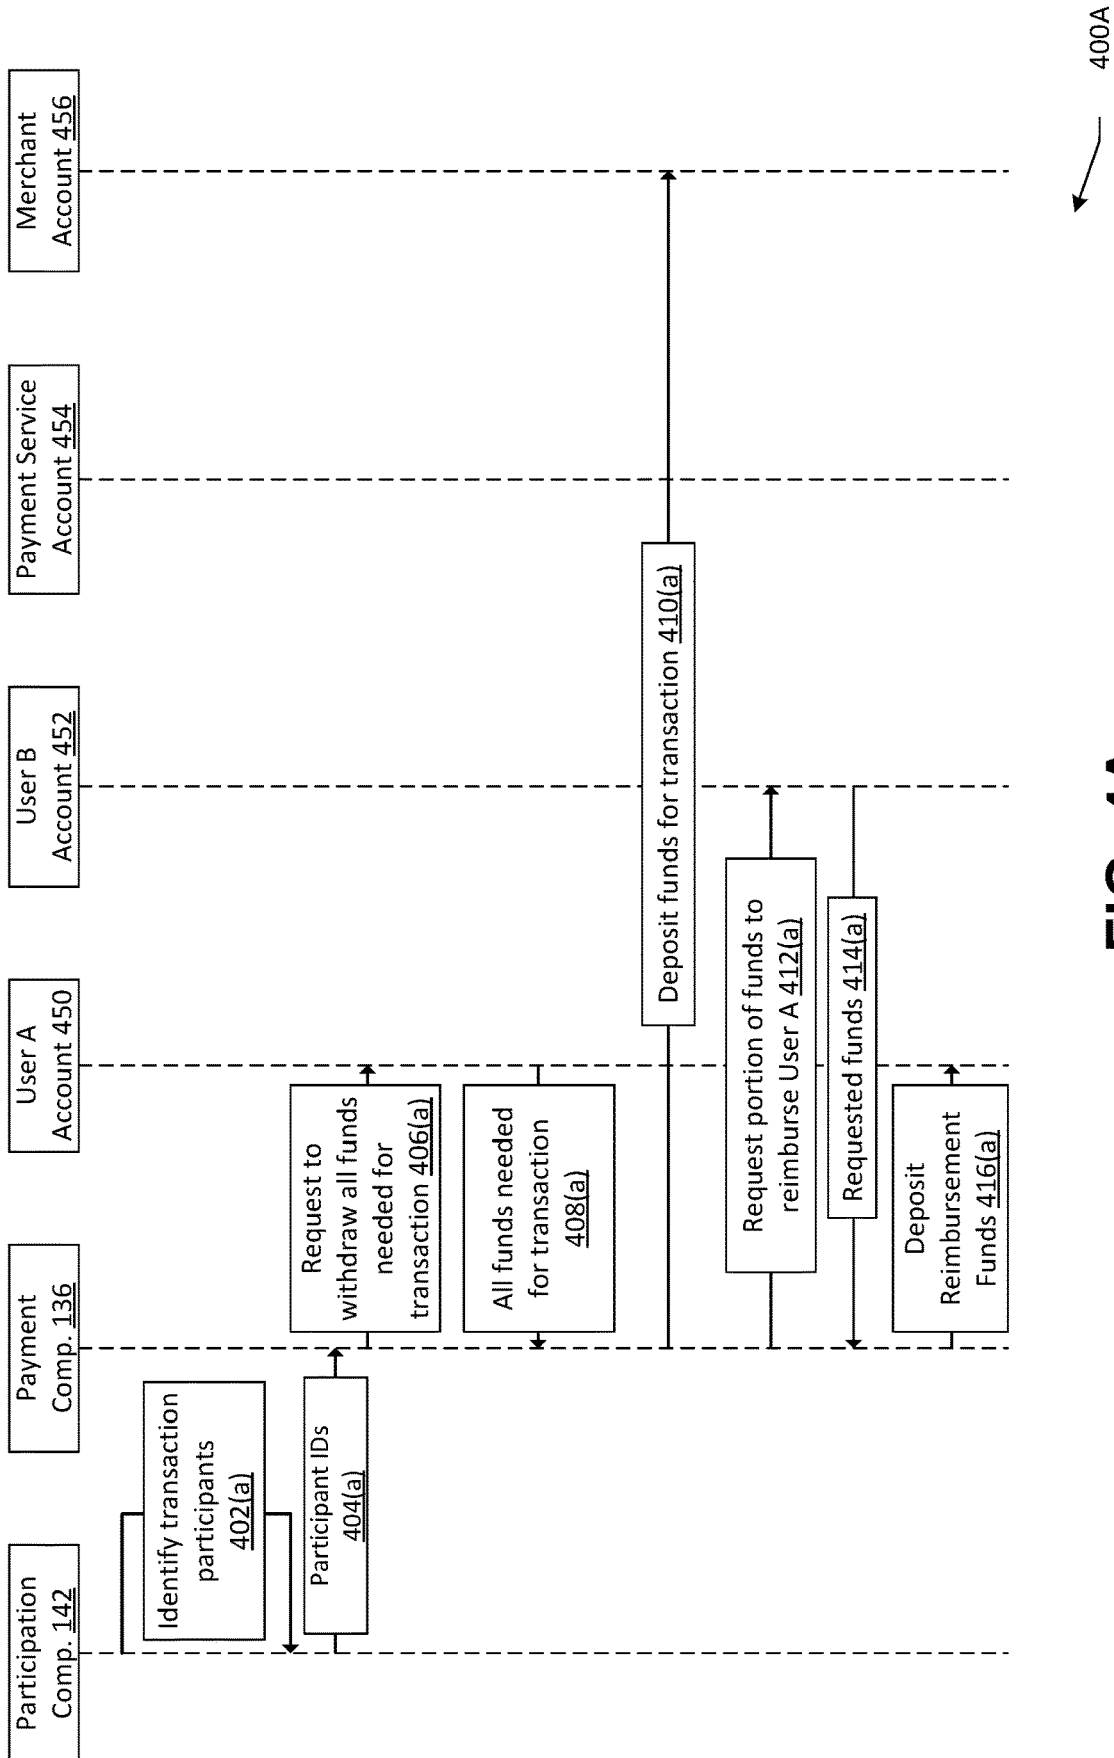 Participation
Comp. 142
Payment
Comp. 136
User A
Account 450
User B
Account 452
Payment Service
Account 454
Merchant
Account 456
Identify transaction
participants
402(a)
Participant IDs
404(a)
Request to
withdraw all funds
needed for
transaction 406(a)
All funds needed
for transaction
408(a)
Deposit funds for transaction 410(a)
Request portion of funds to
reimburse User A 412(a)
Requested funds 414(a)
Deposit
Reimbursement
Funds 416(a)
400A
FIG. 4A